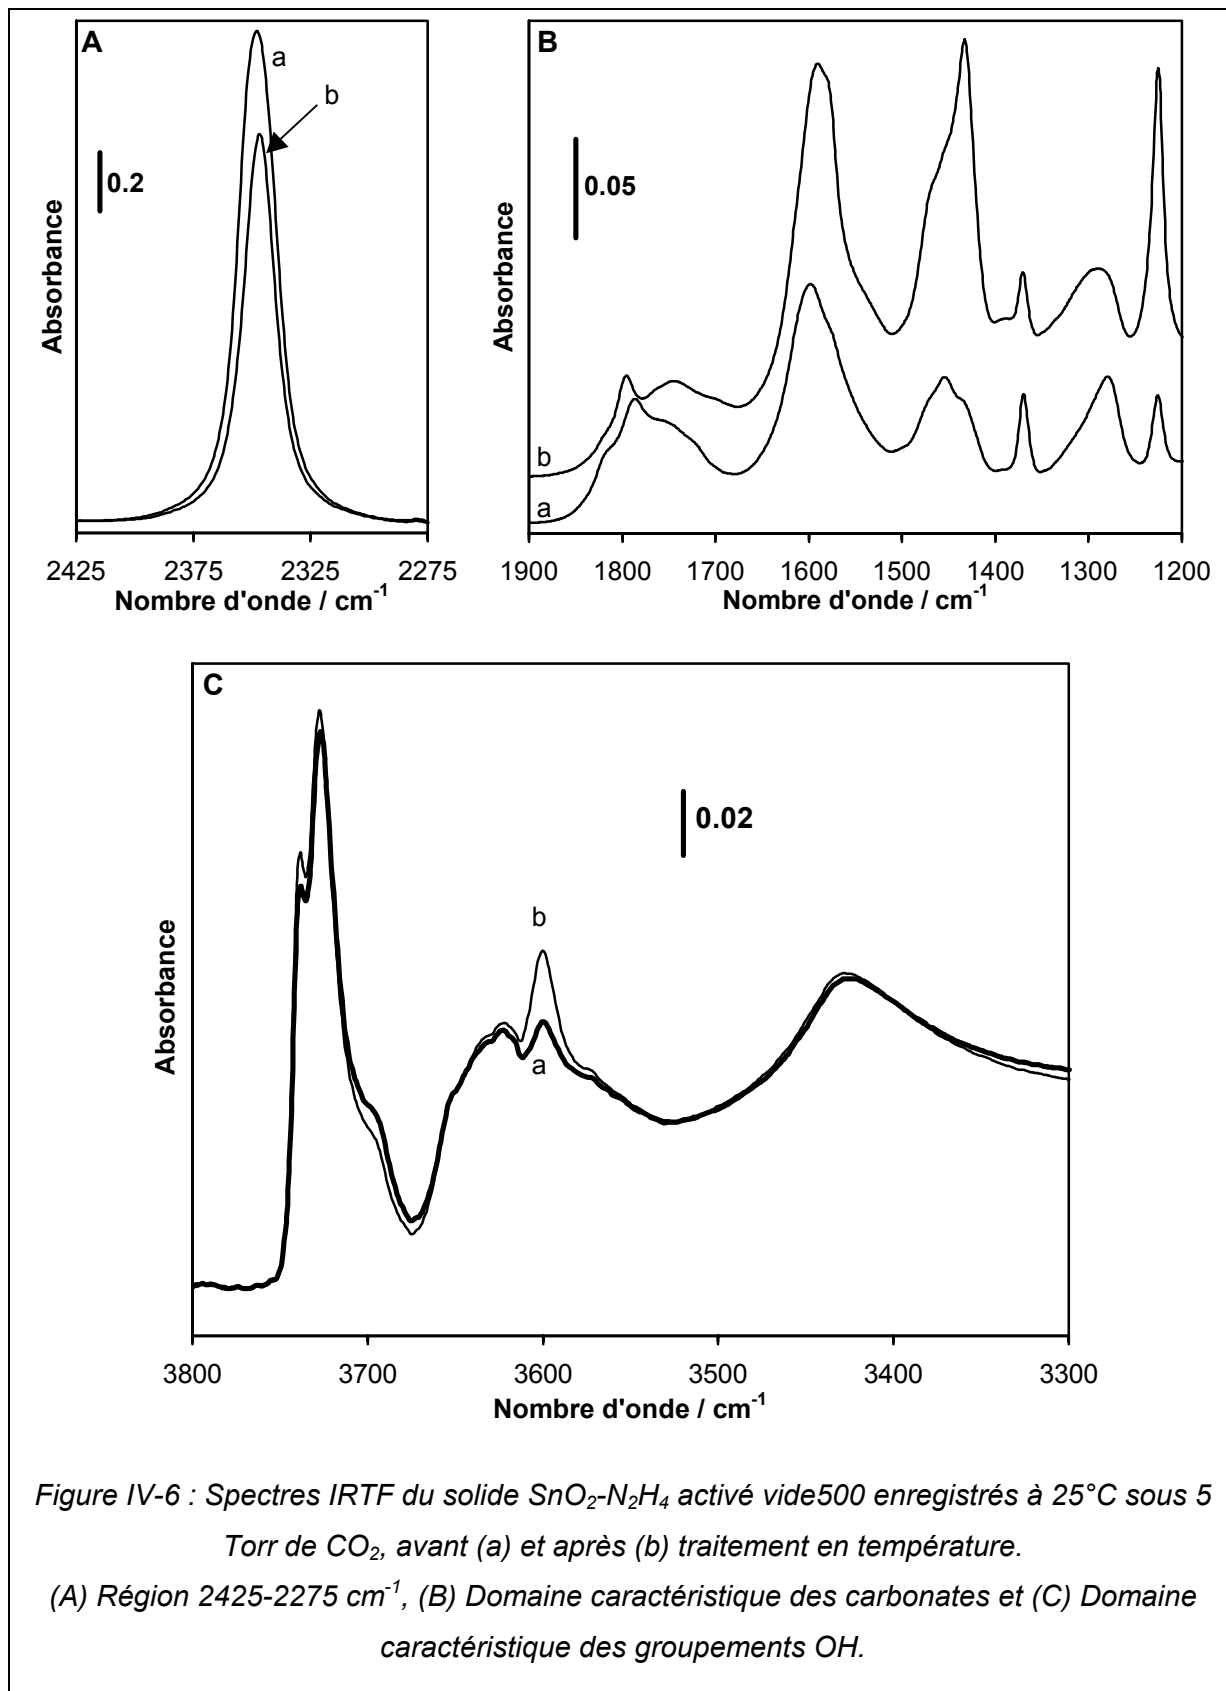 A
a
b
0.2
Absorbance
2425 2375 2325 2275
Nombre d'onde / cm⁻¹
B
0.05
Absorbance
b
a
1900 1800 1700 1600 1500 1400 1300 1200
Nombre d'onde / cm⁻¹
C
0.02
b
a
Absorbance
3800 3700 3600 3500 3400 3300
Nombre d'onde / cm⁻¹
Figure IV-6 : Spectres IRTF du solide SnO₂-N₂H₄ activé vide500 enregistrés à 25°C sous 5
Torr de CO₂, avant (a) et après (b) traitement en température.
(A) Région 2425-2275 cm⁻¹, (B) Domaine caractéristique des carbonates et (C) Domaine
caractéristique des groupements OH.